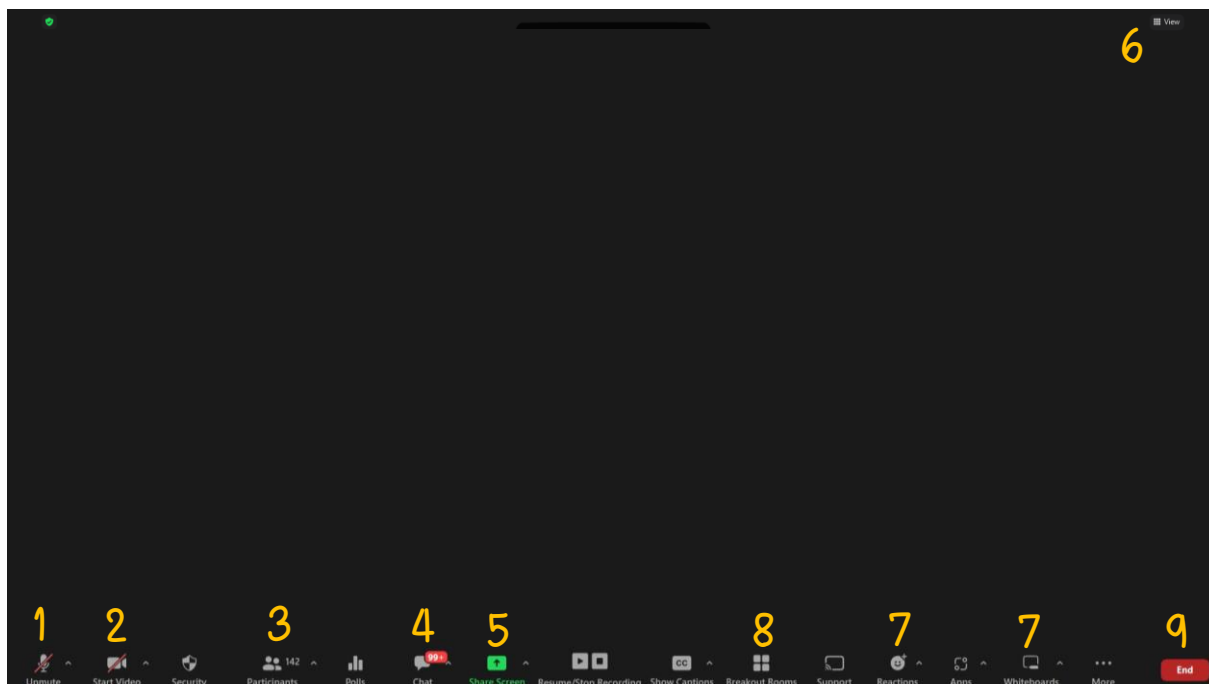 View
6
1 2 3 4 5 8 7 7 9
142 99+ CC End
Unmute Start Video Security Participants Polls Chat Share Screen Resume/Stop Recording Show Captions Breakout Rooms Support Reactions Apps Whiteboards More